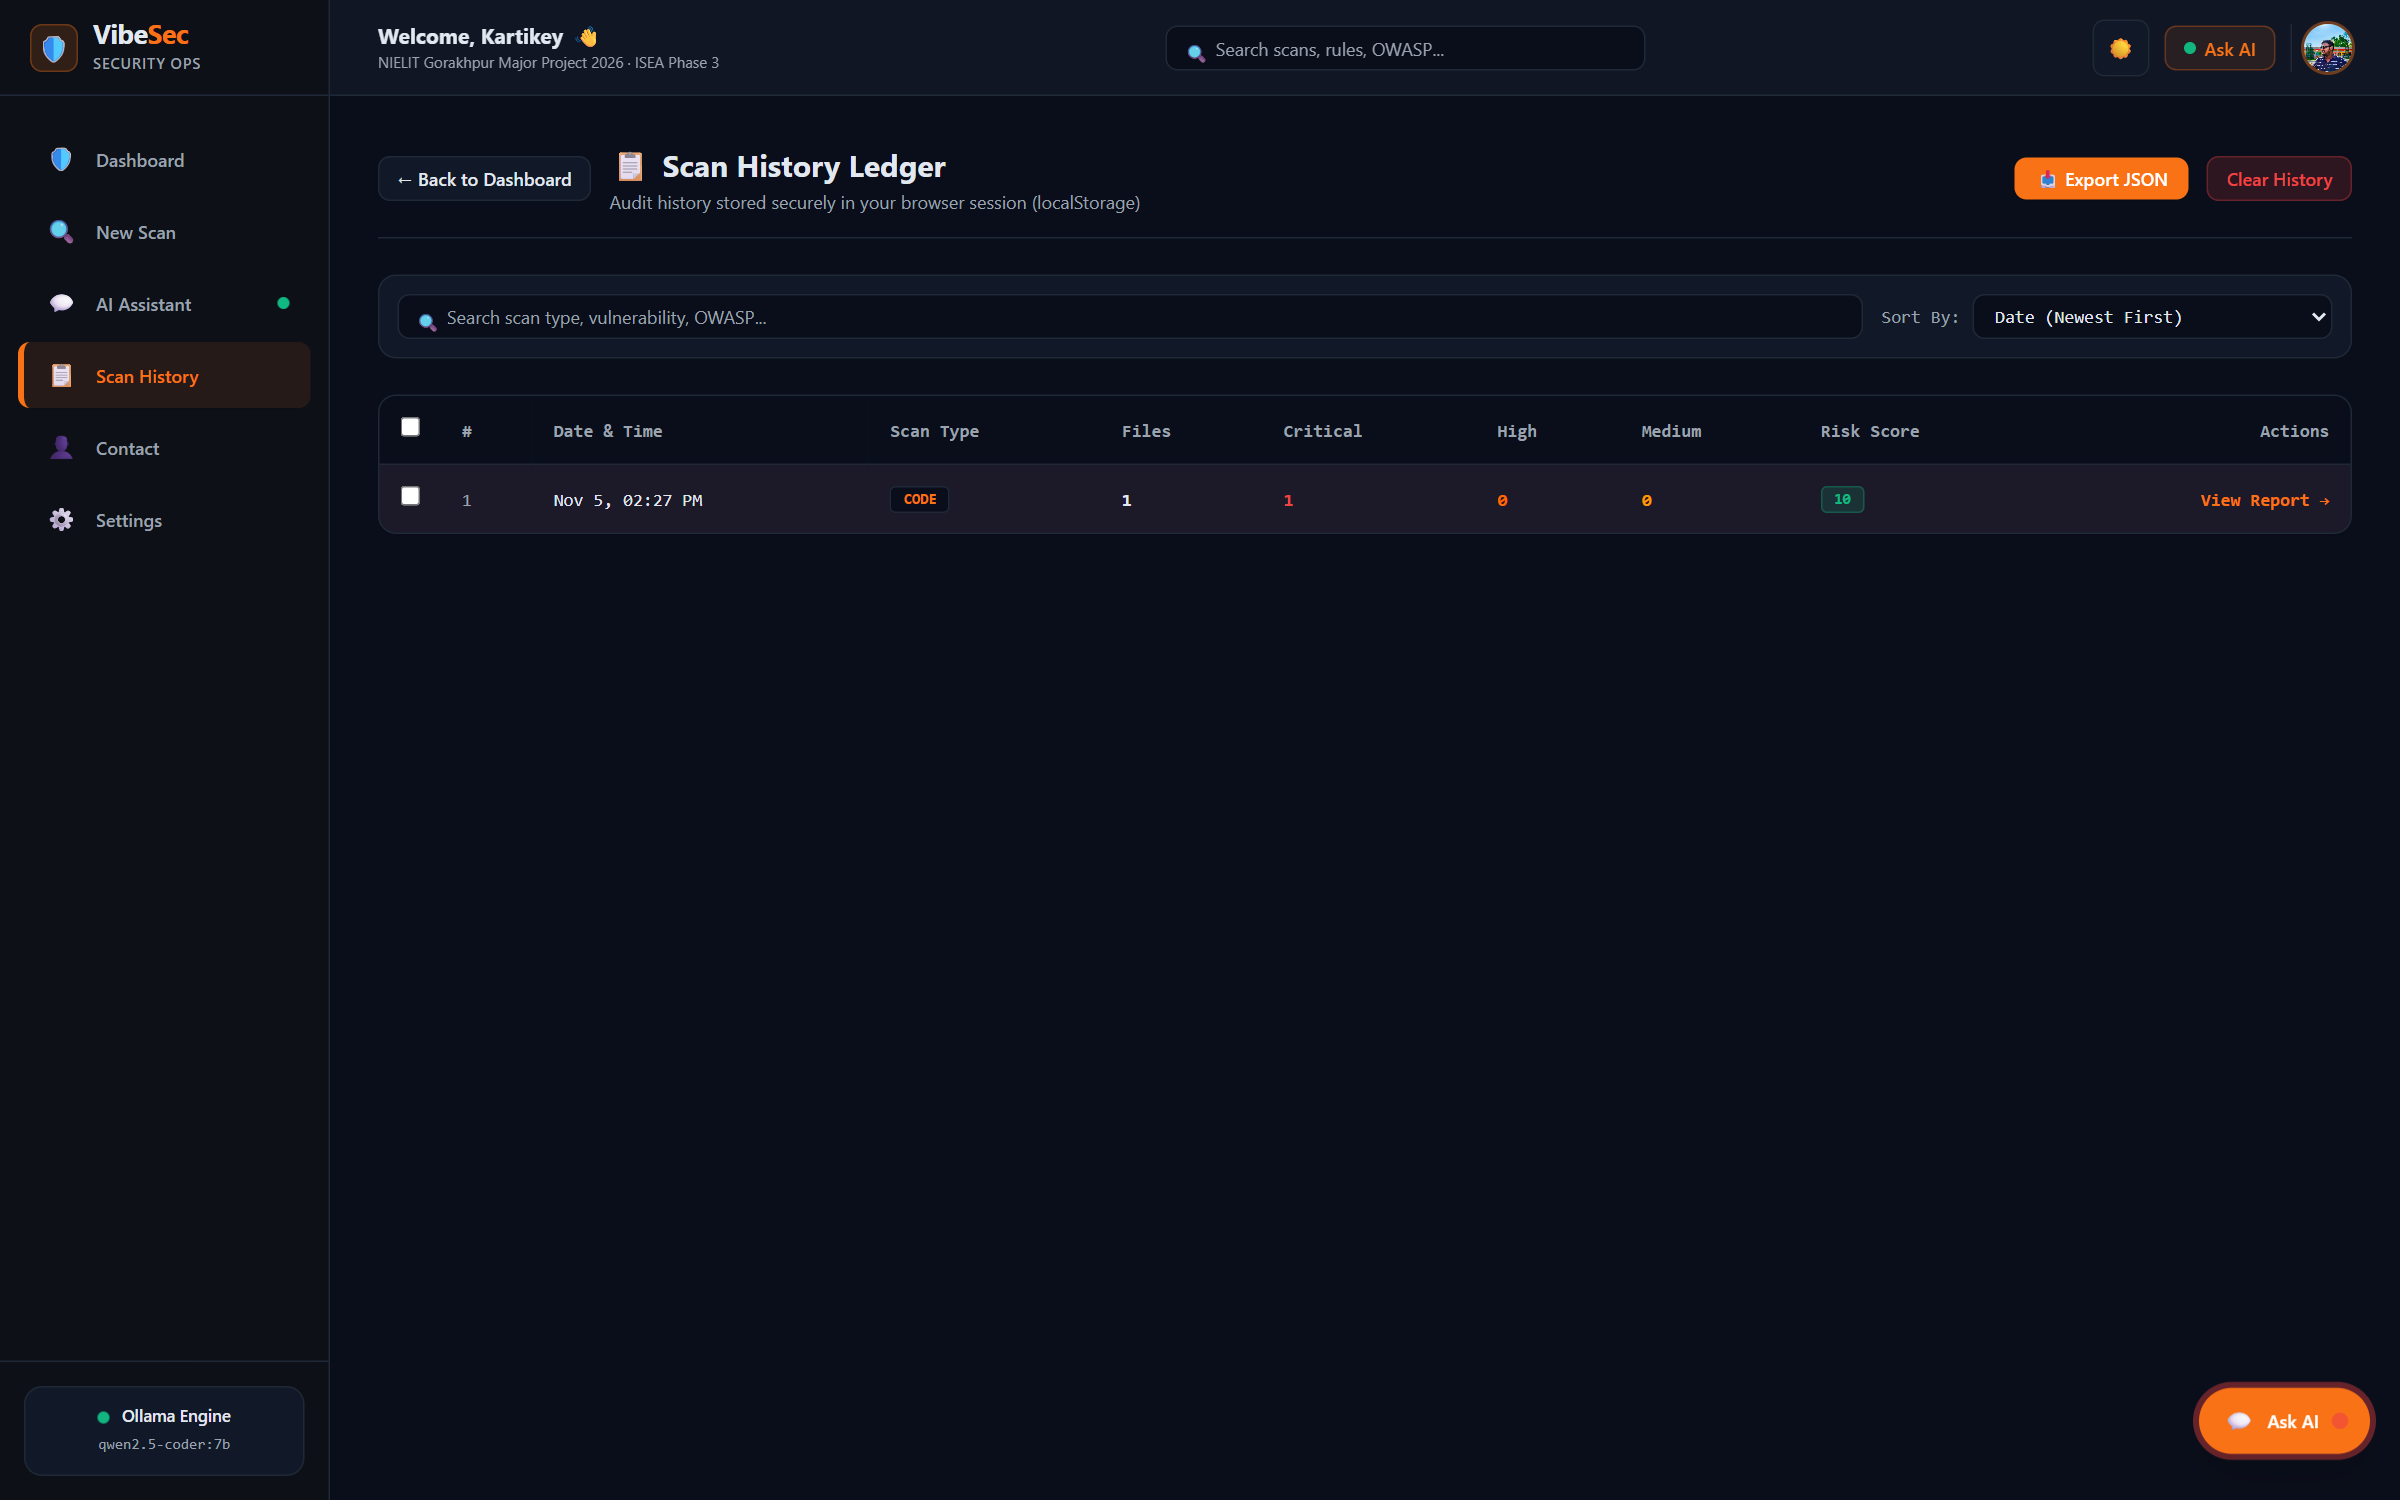 VibeSec
SECURITY OPS
Welcome, Kartikey 👋
NIELIT Gorakhpur Major Project 2026 · ISEA Phase 3
Search scans, rules, OWASP...
Ask AI
Dashboard
New Scan
AI Assistant
Scan History
Contact
Settings
← Back to Dashboard
Scan History Ledger
Audit history stored securely in your browser session (localStorage)
Export JSON
Clear History
Search scan type, vulnerability, OWASP...
Sort By:
Date (Newest First)
# Date & Time Scan Type Files Critical High Medium Risk Score Actions
1 Nov 5, 02:27 PM CODE 1 1 0 0 10 View Report →
Ollama Engine
qwen2.5-coder:7b
Ask AI